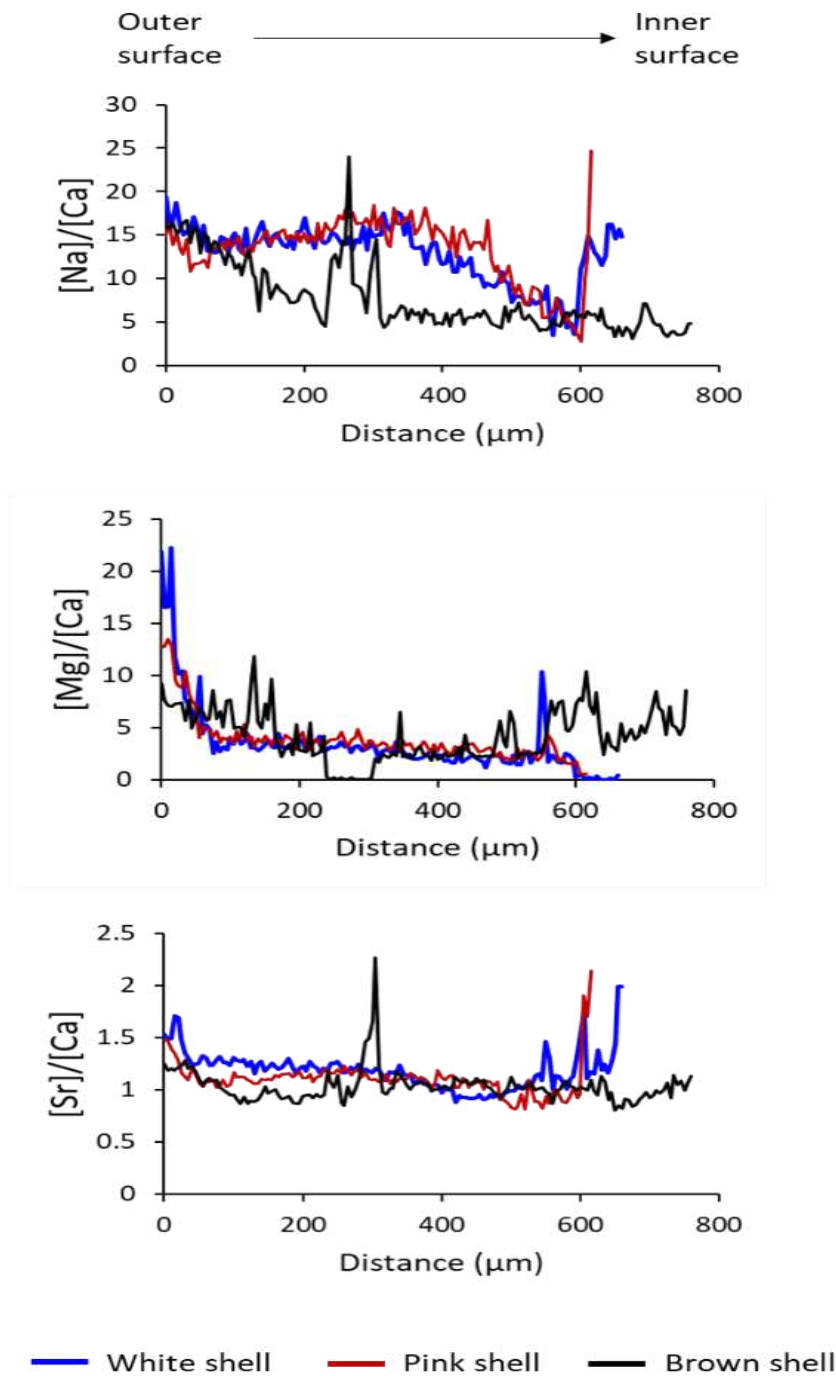 Outer Inner
surface surface
30
25
20
15
10
5
0
[Na]/[Ca]
0 200 400 600 800
Distance (µm)
25
20
15
10
5
0
[Mg]/[Ca]
0 200 400 600 800
Distance (µm)
2.5
2
1.5
1
0.5
0
[Sr]/[Ca]
0 200 400 600 800
Distance (µm)
White shell Pink shell Brown shell